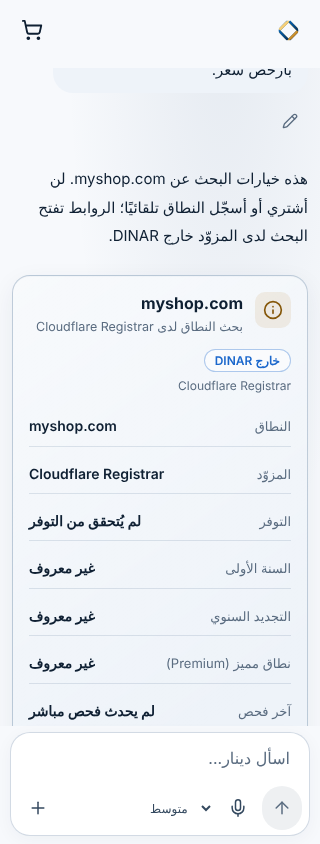 بأرخص سعر.
هذه خيارات البحث عن myshop.com. لن
أشتري أو أسجّل النطاق تلقائيًا؛ الروابط تفتح
البحث لدى المزوّد خارج DINAR.
myshop.com
بحث النطاق لدى Cloudflare Registrar
خارج DINAR
Cloudflare Registrar
النطاق myshop.com
المزوّد Cloudflare Registrar
التوفر لم يُتحقق من التوفر
السنة الأولى غير معروف
التجديد السنوي غير معروف
نطاق مميز (Premium) غير معروف
آخر فحص لم يحدث فحص مباشر
اسأل دينار...
متوسط